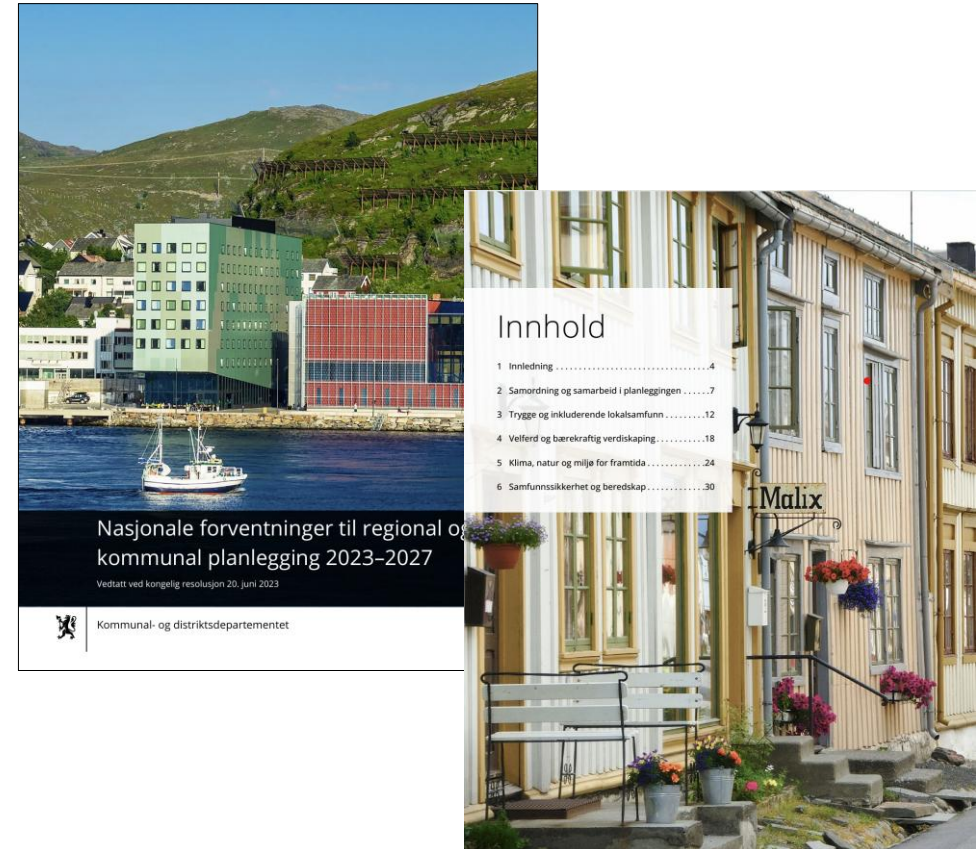 Nasjonale forventninger til regional og
kommunal planlegging 2023–2027
Vedtatt ved kongelig resolusjon 20. juni 2023
Kommunal- og distriktsdepartementet
Innhold
1 Innledning . . . . . . . . . . . . . . . . . . . . . . . . . . . . . . . . . . .4
2 Samordning og samarbeid i planleggingen . . . . . .7
3 Trygge og inkluderende lokalsamfunn . . . . . . . . .12
4 Velferd og bærekraftig verdiskaping . . . . . . . . . . .18
5 Klima, natur og miljø for framtida . . . . . . . . . . . . .24
6 Samfunnssikkerhet og beredskap . . . . . . . . . . . . .30
Malix